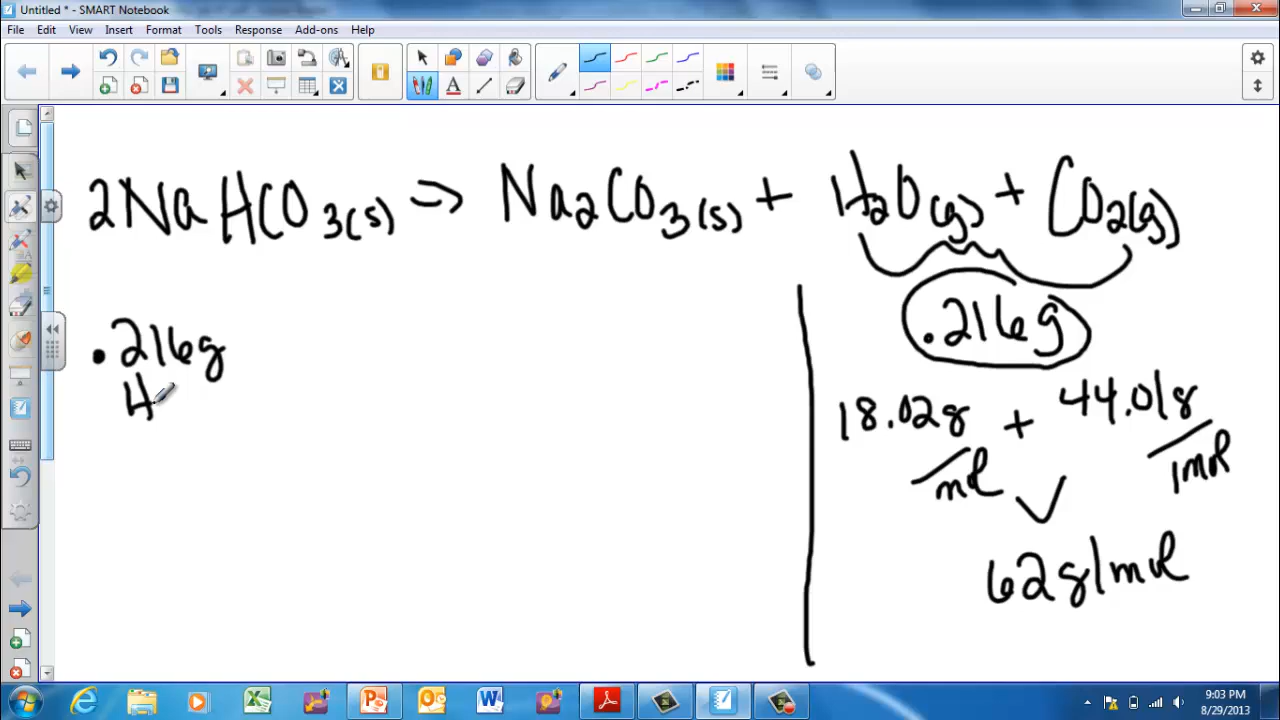 Untitled * - SMART Notebook
File Edit View Insert Format Tools Response Add-ons Help
2NaHCO3(s) → Na2CO3(s) + H2O(g) + CO2(g)
.216g
.216g
H
18.02g/mol + 44.01g/1mol
62g/mol
9:03 PM
8/29/2013